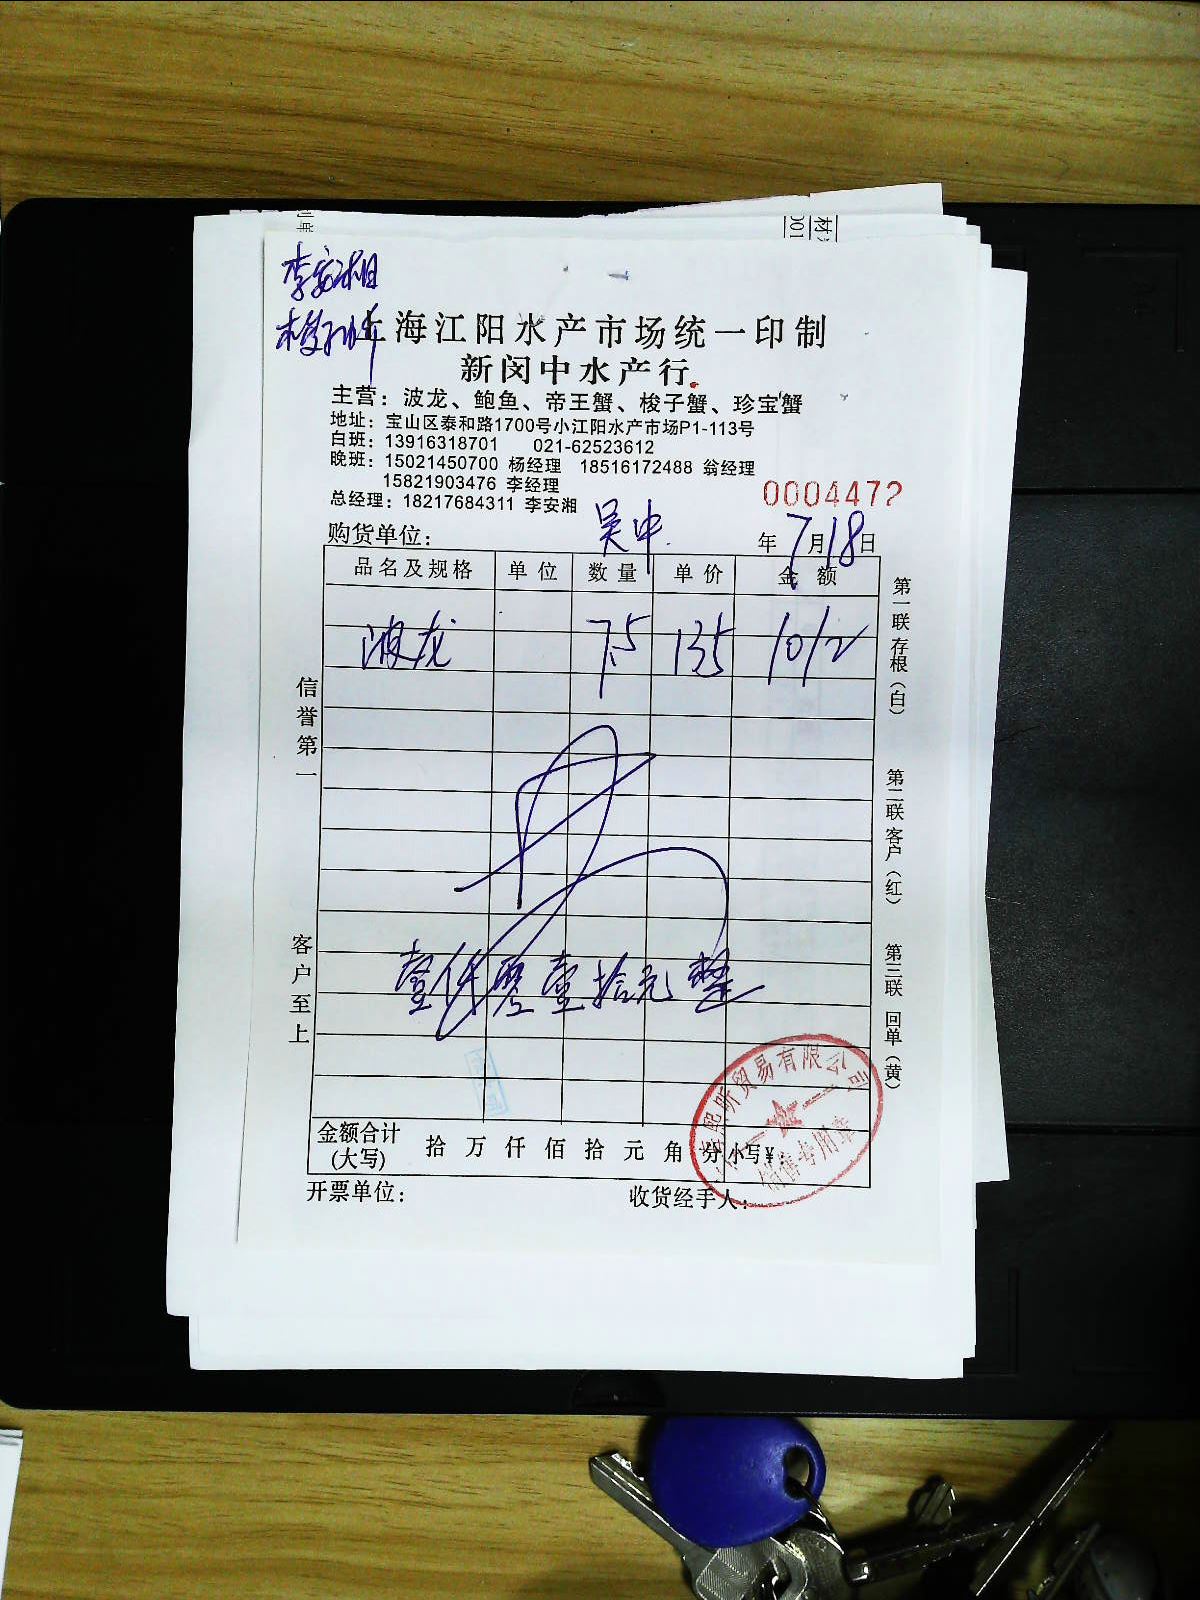 李安湘
上海江阳水产市场统一印制
新闵中水产行
主营：波龙、鲍鱼、帝王蟹、梭子蟹、珍宝蟹
地址：宝山区泰和路1700号小江阳水产市场P1-113号
白班：13916318701 021-62523612
晚班：15021450700 杨经理 18516172488 翁经理
15821903476 李经理
总经理：18217684311 李安湘
0004472
购货单位： 吴中 年7月18日
品名及规格 单位 数量 单价 金额
波龙 7.5 135 1012
壹仟零壹拾元整
金额合计(大写) 拾 万 仟 佰 拾 元 角 分 小写¥：
开票单位： 收货经手人：
信誉第一
客户至上
第一联 存根（白）
第二联 客户（红）
第三联 回单（黄）
熙昕贸易有限公司
销售专用章